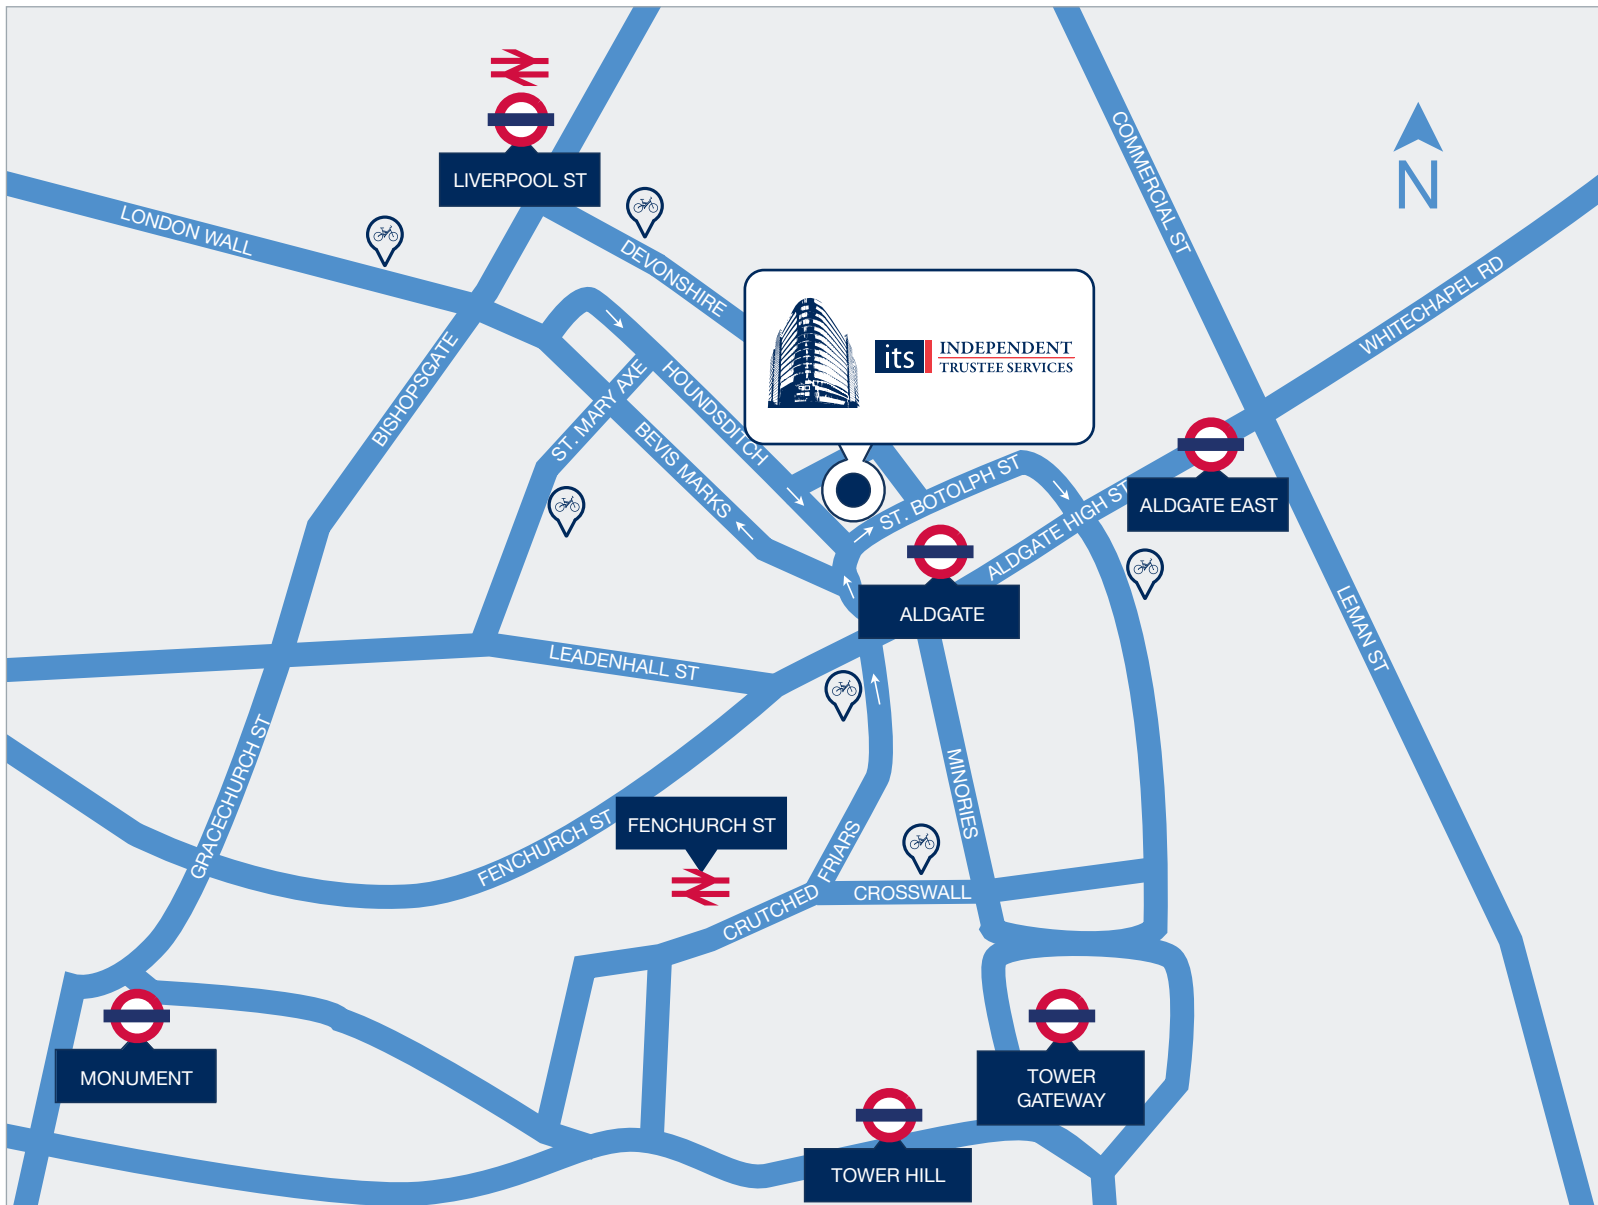 LIVERPOOL ST
COMMERCIAL ST
N
LONDON WALL
DEVONSHIRE
WHITECHAPEL RD
its
INDEPENDENT
TRUSTEE SERVICES
BISHOPSGATE
ST. MARY AXE
HOUNDSDITCH
BEVIS MARKS
ST. BOTOLPH ST
ALDGATE HIGH ST
ALDGATE EAST
ALDGATE
LEMAN ST
LEADENHALL ST
GRACECHURCH ST
MINORIES
FENCHURCH ST
FENCHURCH ST
CRUTCHED FRIARS
CROSSWALL
MONUMENT
TOWER
GATEWAY
TOWER HILL